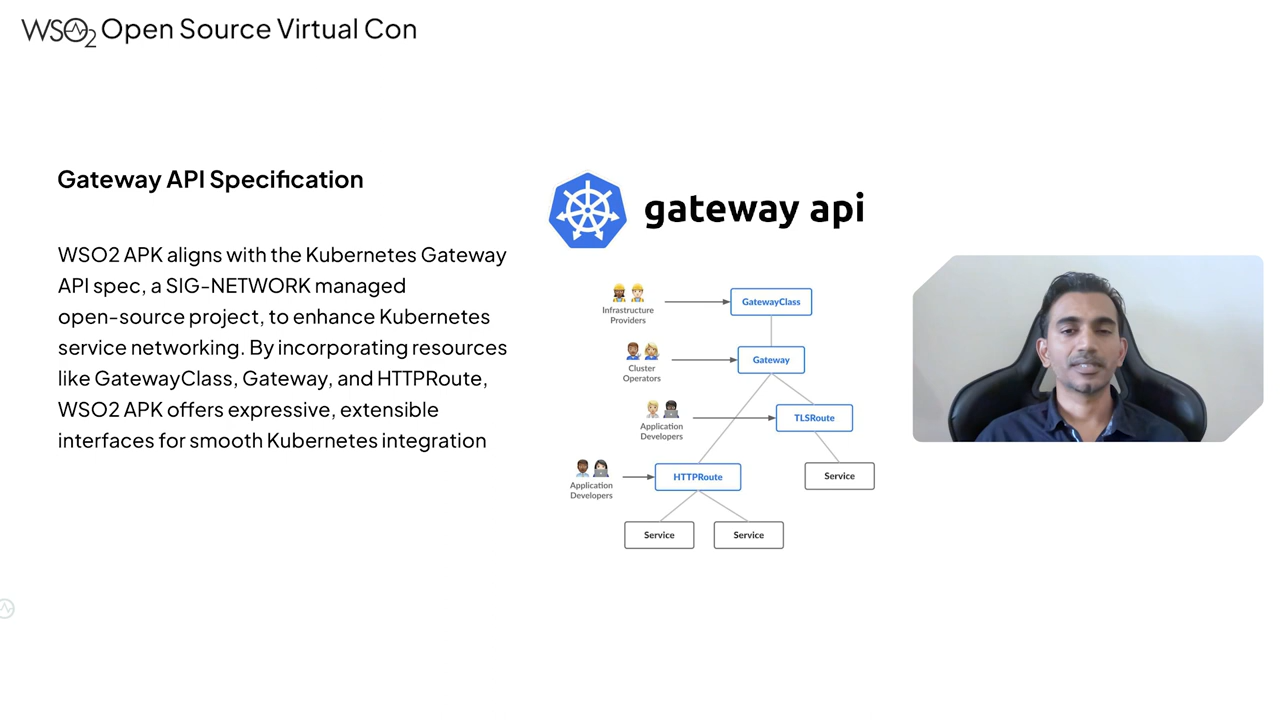 WSO2 Open Source Virtual Con
Gateway API Specification
WSO2 APK aligns with the Kubernetes Gateway
API spec, a SIG-NETWORK managed
open-source project, to enhance Kubernetes
service networking. By incorporating resources
like GatewayClass, Gateway, and HTTPRoute,
WSO2 APK offers expressive, extensible
interfaces for smooth Kubernetes integration
gateway api
Infrastructure
Providers
GatewayClass
Cluster
Operators
Gateway
Application
Developers
TLSRoute
Application
Developers
HTTPRoute
Service
Service
Service